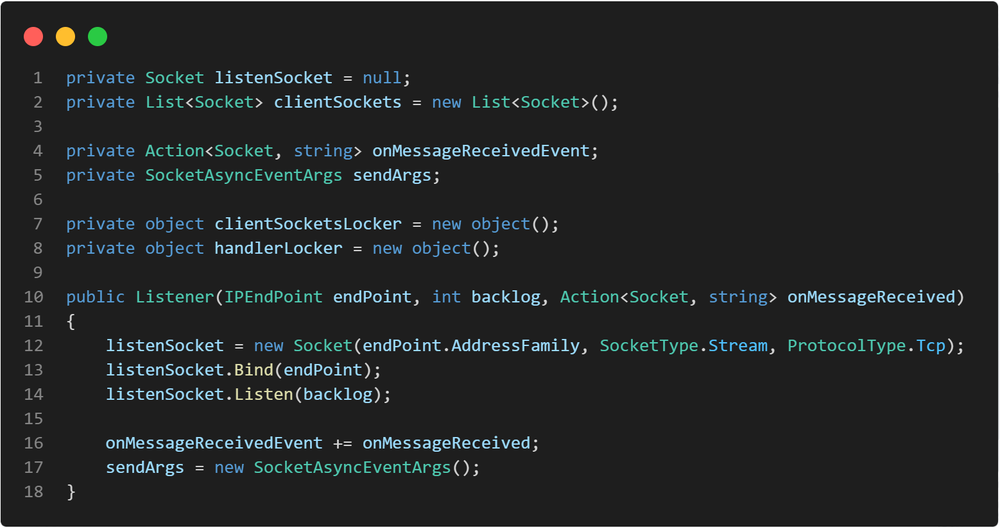 1 private Socket listenSocket = null;
2 private List<Socket> clientSockets = new List<Socket>();
3
4 private Action<Socket, string> onMessageReceivedEvent;
5 private SocketAsyncEventArgs sendArgs;
6
7 private object clientSocketsLocker = new object();
8 private object handlerLocker = new object();
9
10 public Listener(IPEndPoint endPoint, int backlog, Action<Socket, string> onMessageReceived)
11 {
12     listenSocket = new Socket(endPoint.AddressFamily, SocketType.Stream, ProtocolType.Tcp);
13     listenSocket.Bind(endPoint);
14     listenSocket.Listen(backlog);
15
16     onMessageReceivedEvent += onMessageReceived;
17     sendArgs = new SocketAsyncEventArgs();
18 }